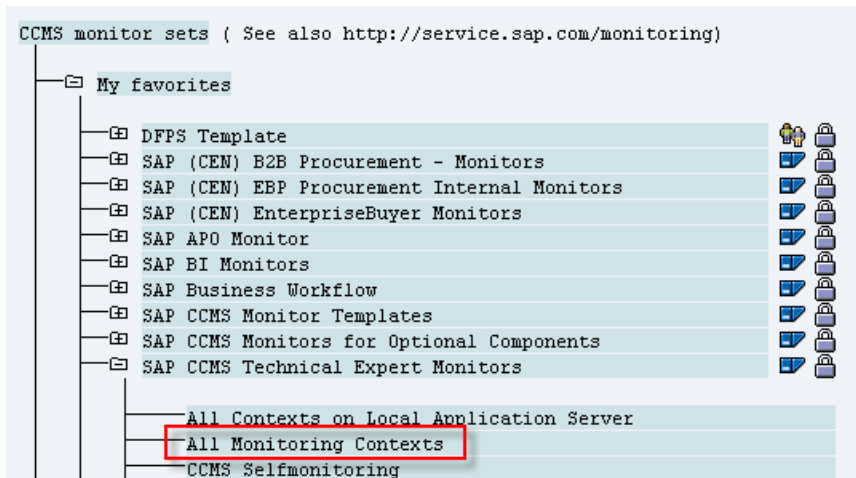 CCMS monitor sets ( See also http://service.sap.com/monitoring)
My favorites
DFPS Template
SAP (CEN) B2B Procurement - Monitors
SAP (CEN) EBP Procurement Internal Monitors
SAP (CEN) EnterpriseBuyer Monitors
SAP APO Monitor
SAP BI Monitors
SAP Business Workflow
SAP CCMS Monitor Templates
SAP CCMS Monitors for Optional Components
SAP CCMS Technical Expert Monitors
All Contexts on Local Application Server
All Monitoring Contexts
CCMS Selfmonitoring